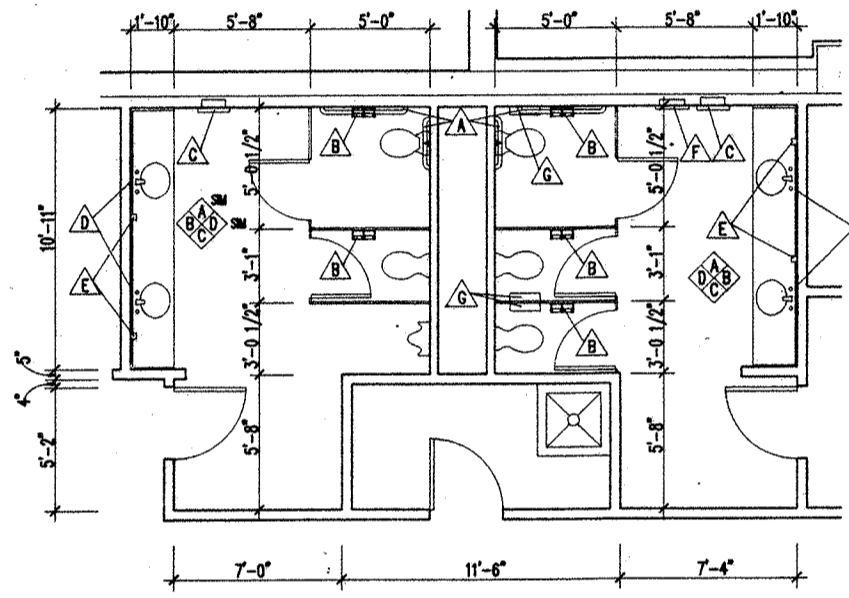 1'-10" 5'-8" 5'-0" 5'-0" 5'-8" 1'-10"
A
B B C F C
G
5'-0 1/2" 5'-0 1/2"
10'-11"
D
A SIM
B D SIM
C
E
B B
3'-1" 3'-1"
E
A
D B
C
G
B
3'-0 1/2" 3'-0 1/2"
5"
4"
5'-2" 5'-8" 5'-8"
7'-0" 11'-6" 7'-4"